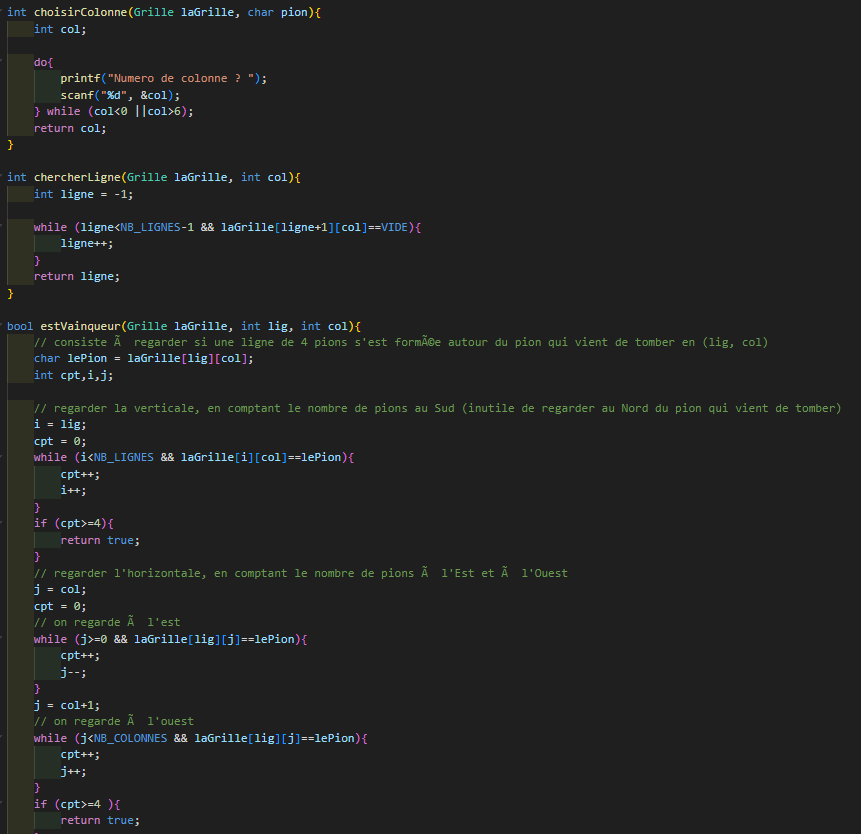 int choisirColonne(Grille laGrille, char pion){
int col;
do{
printf("Numero de colonne ? ");
scanf("%d", &col);
} while (col<0 ||col>6);
return col;
}
int chercherLigne(Grille laGrille, int col){
int ligne = -1;
while (ligne<NB_LIGNES-1 && laGrille[ligne+1][col]==VIDE){
ligne++;
}
return ligne;
}
bool estVainqueur(Grille laGrille, int lig, int col){
// consiste Ã  regarder si une ligne de 4 pions s'est formÃ©e autour du pion qui vient de tomber en (lig, col)
char lePion = laGrille[lig][col];
int cpt,i,j;
// regarder la verticale, en comptant le nombre de pions au Sud (inutile de regarder au Nord du pion qui vient de tomber)
i = lig;
cpt = 0;
while (i<NB_LIGNES && laGrille[i][col]==lePion){
cpt++;
i++;
}
if (cpt>=4){
return true;
}
// regarder l'horizontale, en comptant le nombre de pions Ã  l'Est et Ã  l'Ouest
j = col;
cpt = 0;
// on regarde Ã  l'est
while (j>=0 && laGrille[lig][j]==lePion){
cpt++;
j--;
}
j = col+1;
// on regarde Ã  l'ouest
while (j<NB_COLONNES && laGrille[lig][j]==lePion){
cpt++;
j++;
}
if (cpt>=4 ){
return true;